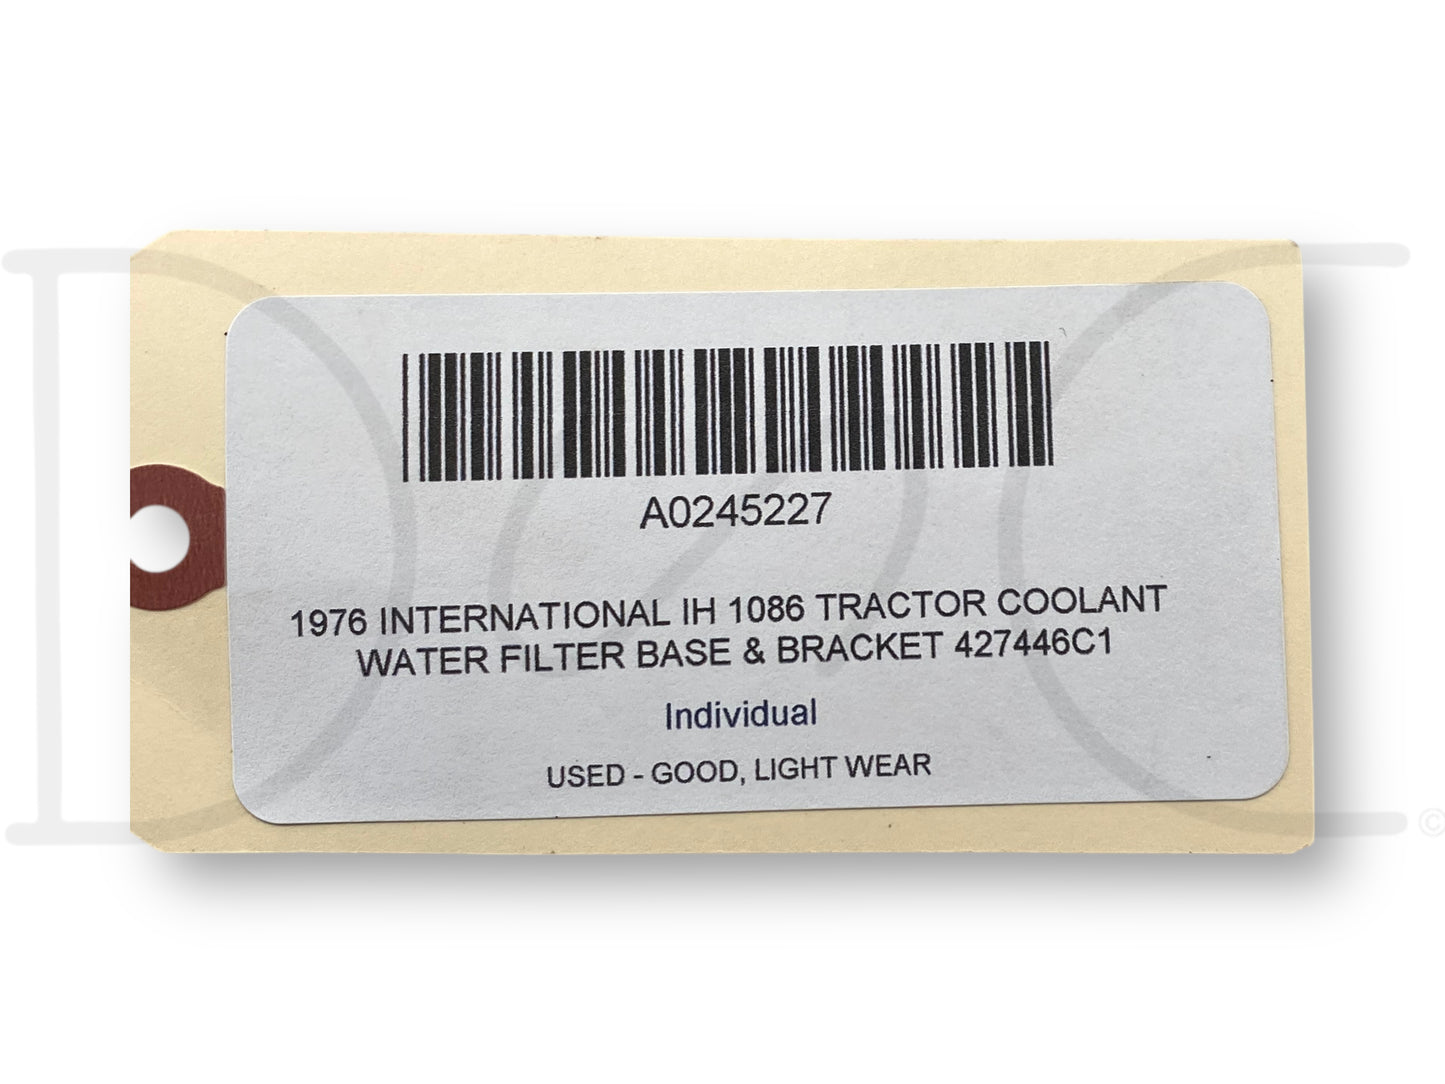 A0245227
1976 INTERNATIONAL IH 1086 TRACTOR COOLANT
WATER FILTER BASE & BRACKET 427446C1
Individual
USED - GOOD, LIGHT WEAR
©